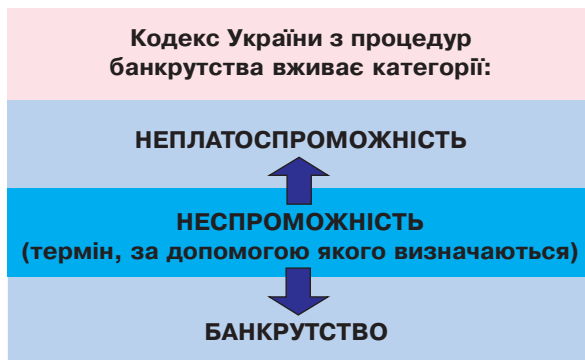 Кодекс України з процедур
банкрутства вживає категорії:
НЕПЛАТОСПРОМОЖНІСТЬ
НЕСПРОМОЖНІСТЬ
(термін, за допомогою якого визначаються)
БАНКРУТСТВО